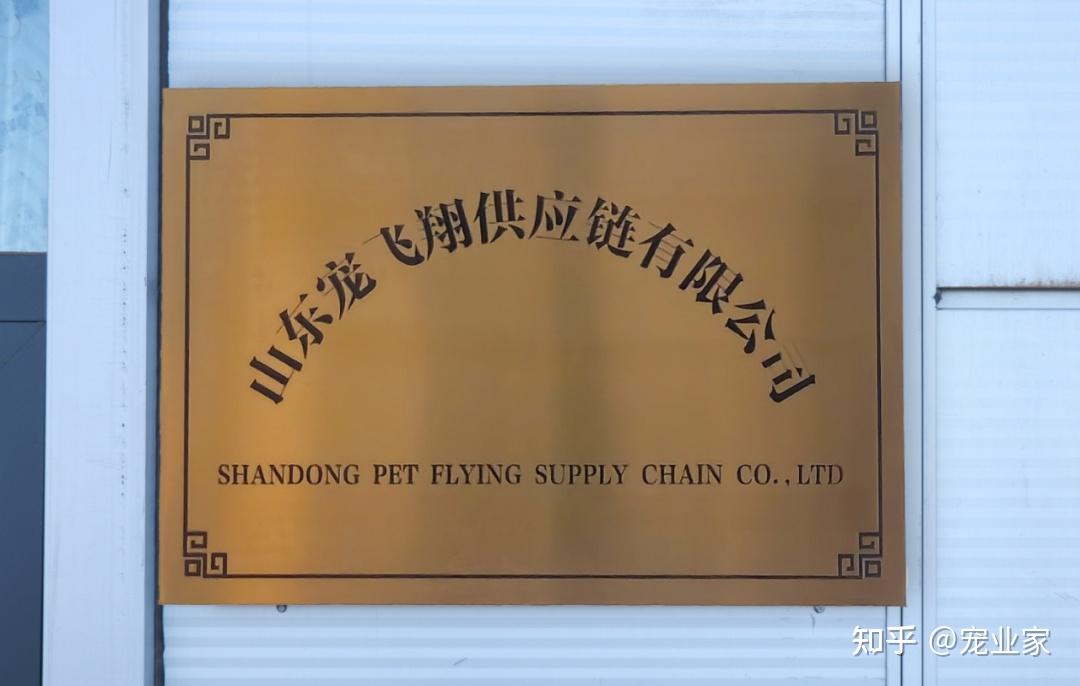 山东宠飞翔供应链有限公司
SHANDONG PET FLYING SUPPLY CHAIN CO.,LTD
知乎 @宠业家